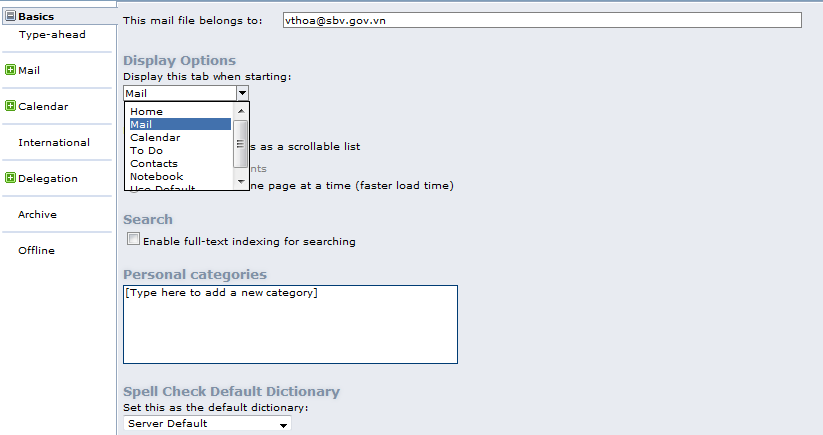 Basics
Type-ahead
Mail
Calendar
International
Delegation
Archive
Offline
This mail file belongs to: vthoa@sbv.gov.vn
Display Options
Display this tab when starting:
Mail
Home
Mail
Calendar
To Do
Contacts
Notebook
Use Default
s as a scrollable list
nts
ne page at a time (faster load time)
Search
Enable full-text indexing for searching
Personal categories
[Type here to add a new category]
Spell Check Default Dictionary
Set this as the default dictionary:
Server Default